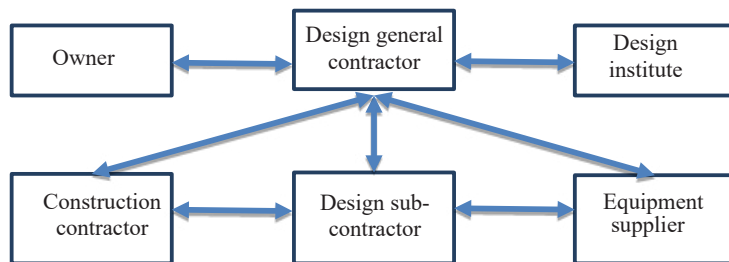 Owner
Design general
contractor
Design
institute
Construction
contractor
Design sub-
contractor
Equipment
supplier